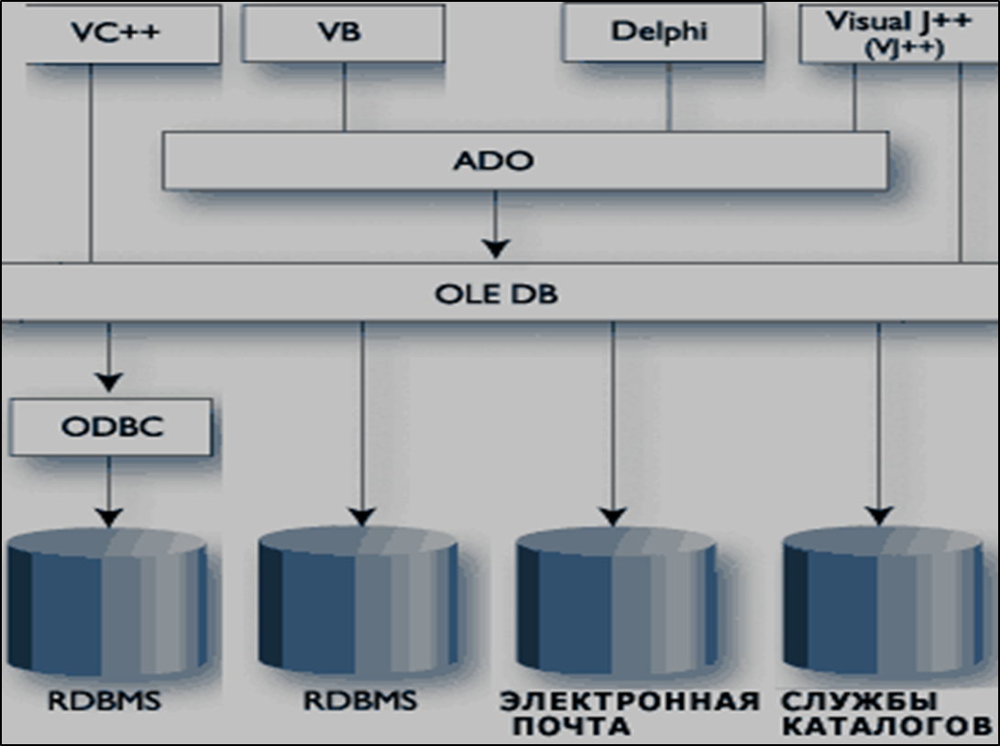 VC++
VB
Delphi
Visual J++
(VJ++)
ADO
OLE DB
ODBC
RDBMS
RDBMS
ЭЛЕКТРОННАЯ
ПОЧТА
СЛУЖБЫ
КАТАЛОГОВ